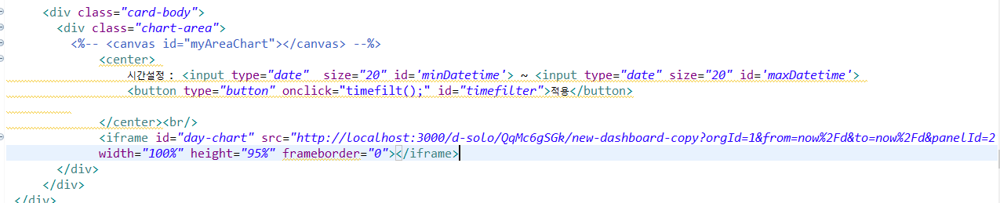 <div class="card-body">
<div class="chart-area">
<%-- <canvas id="myAreaChart"></canvas> --%>
<center>
시간설정 : <input type="date"  size="20" id='minDatetime'> ~ <input type="date" size="20" id='maxDatetime'>
<button type="button" onclick="timefilt();" id="timefilter">적용</button>
</center><br/>
<iframe id="day-chart" src="http://localhost:3000/d-solo/QqMc6gSGk/new-dashboard-copy?orgId=1&from=now%2Fd&to=now%2Fd&panelId=2
width="100%" height="95%" frameborder="0"></iframe>
</div>
</div>
</div>